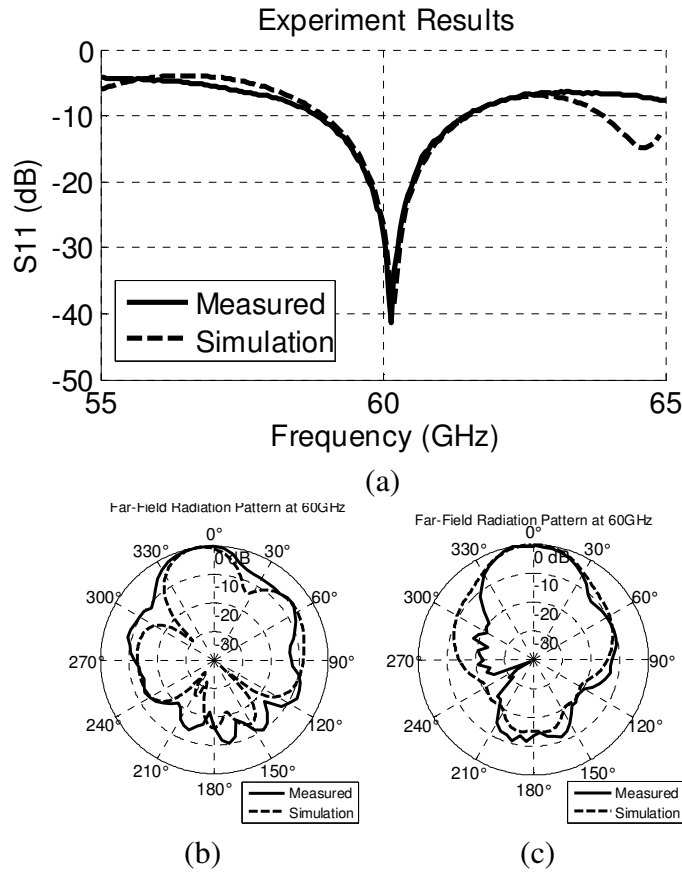 Experiment Results
0
-10
-20
-30
-40
-50
S11 (dB)
Measured
Simulation
55
60
65
Frequency (GHz)
(a)
Far-Field Radiation Pattern at 60GHz
0°
30°
60°
90°
120°
150°
180°
210°
240°
270°
300°
330°
0 dB
-10
-20
-30
Measured
Simulation
(b)
Far-Field Radiation Pattern at 60GHz
0°
30°
60°
90°
120°
150°
180°
210°
240°
270°
300°
330°
0 dB
-10
-20
-30
Measured
Simulation
(c)